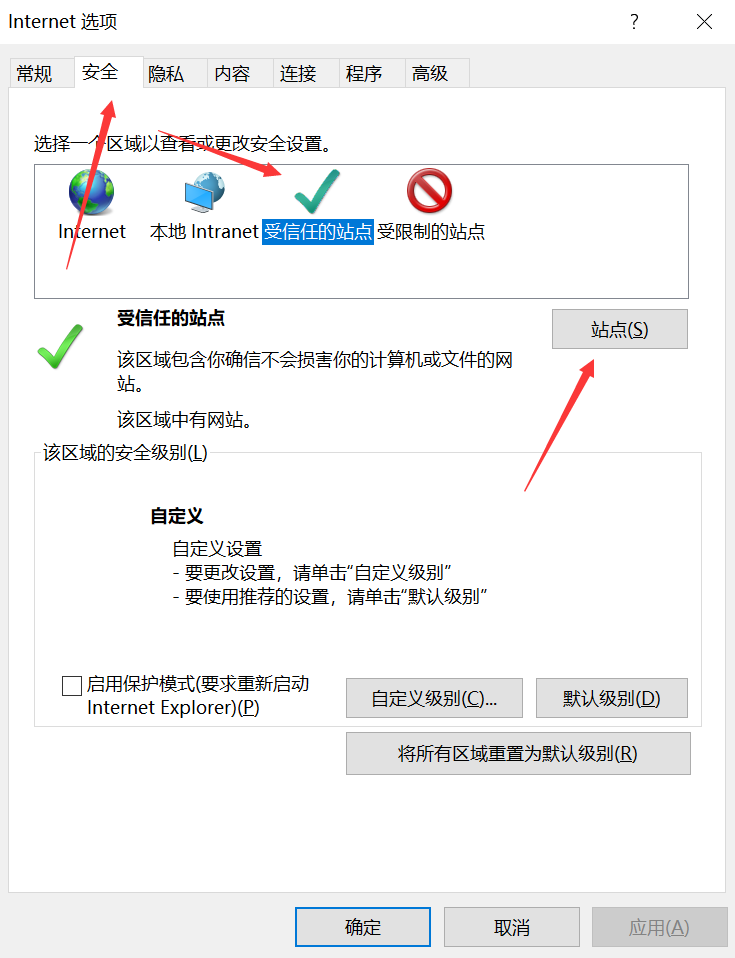 Internet 选项
常规 安全 隐私 内容 连接 程序 高级
选择一个区域以查看或更改安全设置。
Internet 本地 Intranet 受信任的站点 受限制的站点
受信任的站点
站点(S)
该区域包含你确信不会损害你的计算机或文件的网
站。
该区域中有网站。
该区域的安全级别(L)
自定义
自定义设置
- 要更改设置，请单击“自定义级别”
- 要使用推荐的设置，请单击“默认级别”
启用保护模式(要求重新启动
Internet Explorer)(P)
自定义级别(C)... 默认级别(D)
将所有区域重置为默认级别(R)
确定 取消 应用(A)